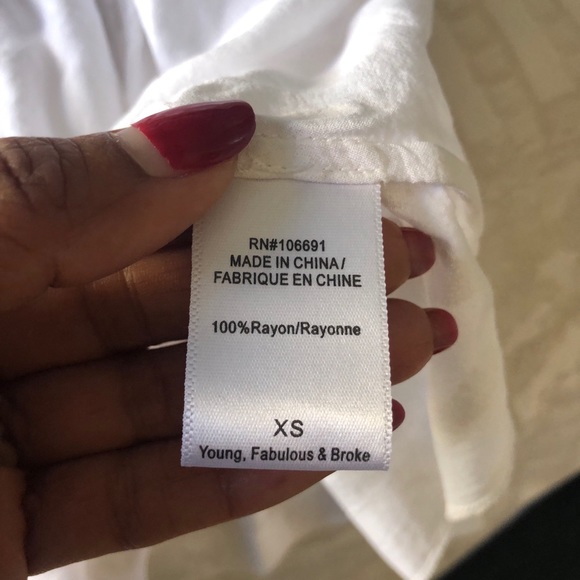 RN#106691
MADE IN CHINA/
FABRIQUE EN CHINE
100%Rayon/Rayonne
XS
Young, Fabulous & Broke